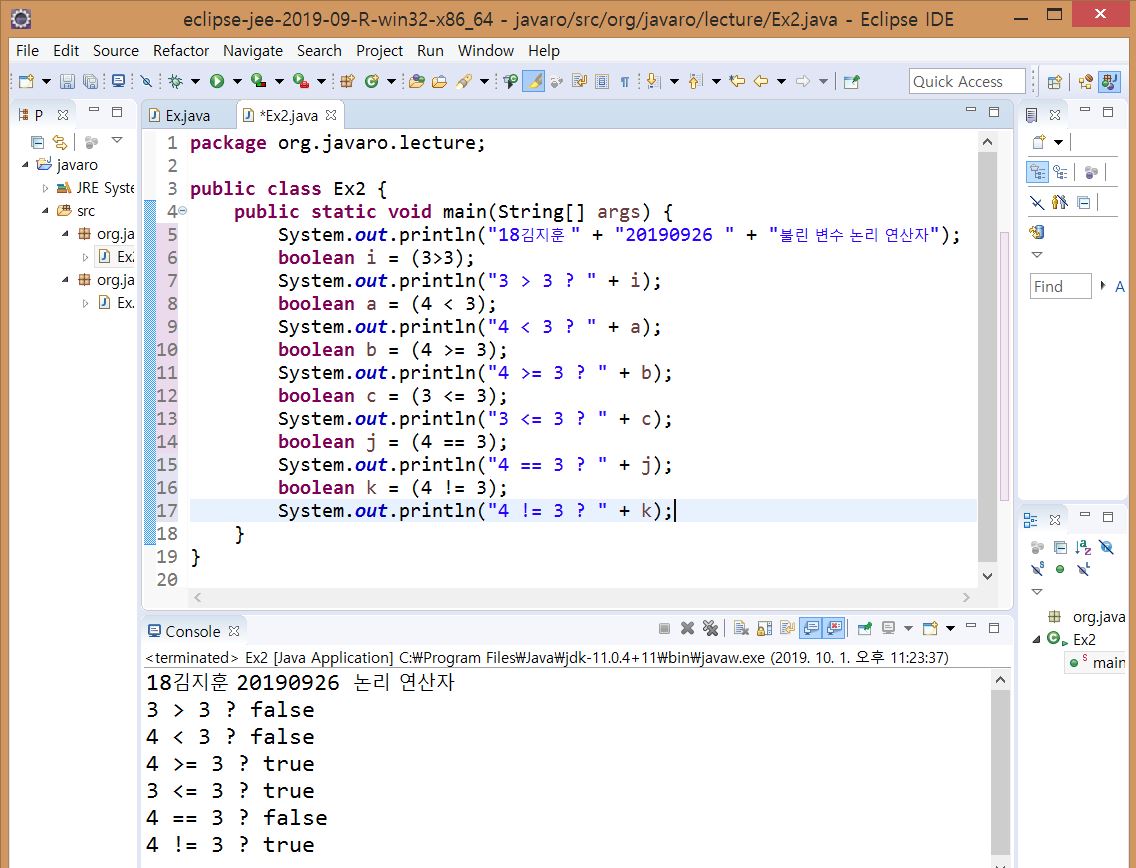 eclipse-jee-2019-09-R-win32-x86_64 - javaro/src/org/javaro/lecture/Ex2.java - Eclipse IDE
File Edit Source Refactor Navigate Search Project Run Window Help
Quick Access
P
javaro
JRE Syste
src
org.ja
Ex2
org.ja
Ex.
Ex.java
*Ex2.java
1 package org.javaro.lecture;
2
3 public class Ex2 {
4 public static void main(String[] args) {
5 System.out.println("18김지훈 " + "20190926 " + "불린 변수 논리 연산자");
6 boolean i = (3>3);
7 System.out.println("3 > 3 ? " + i);
8 boolean a = (4 < 3);
9 System.out.println("4 < 3 ? " + a);
10 boolean b = (4 >= 3);
11 System.out.println("4 >= 3 ? " + b);
12 boolean c = (3 <= 3);
13 System.out.println("3 <= 3 ? " + c);
14 boolean j = (4 == 3);
15 System.out.println("4 == 3 ? " + j);
16 boolean k = (4 != 3);
17 System.out.println("4 != 3 ? " + k);
18 }
19 }
20
Find
A
org.java
Ex2
main
Console
<terminated> Ex2 [Java Application] C:₩Program Files₩Java₩jdk-11.0.4+11₩bin₩javaw.exe (2019. 10. 1. 오후 11:23:37)
18김지훈 20190926 논리 연산자
3 > 3 ? false
4 < 3 ? false
4 >= 3 ? true
3 <= 3 ? true
4 == 3 ? false
4 != 3 ? true